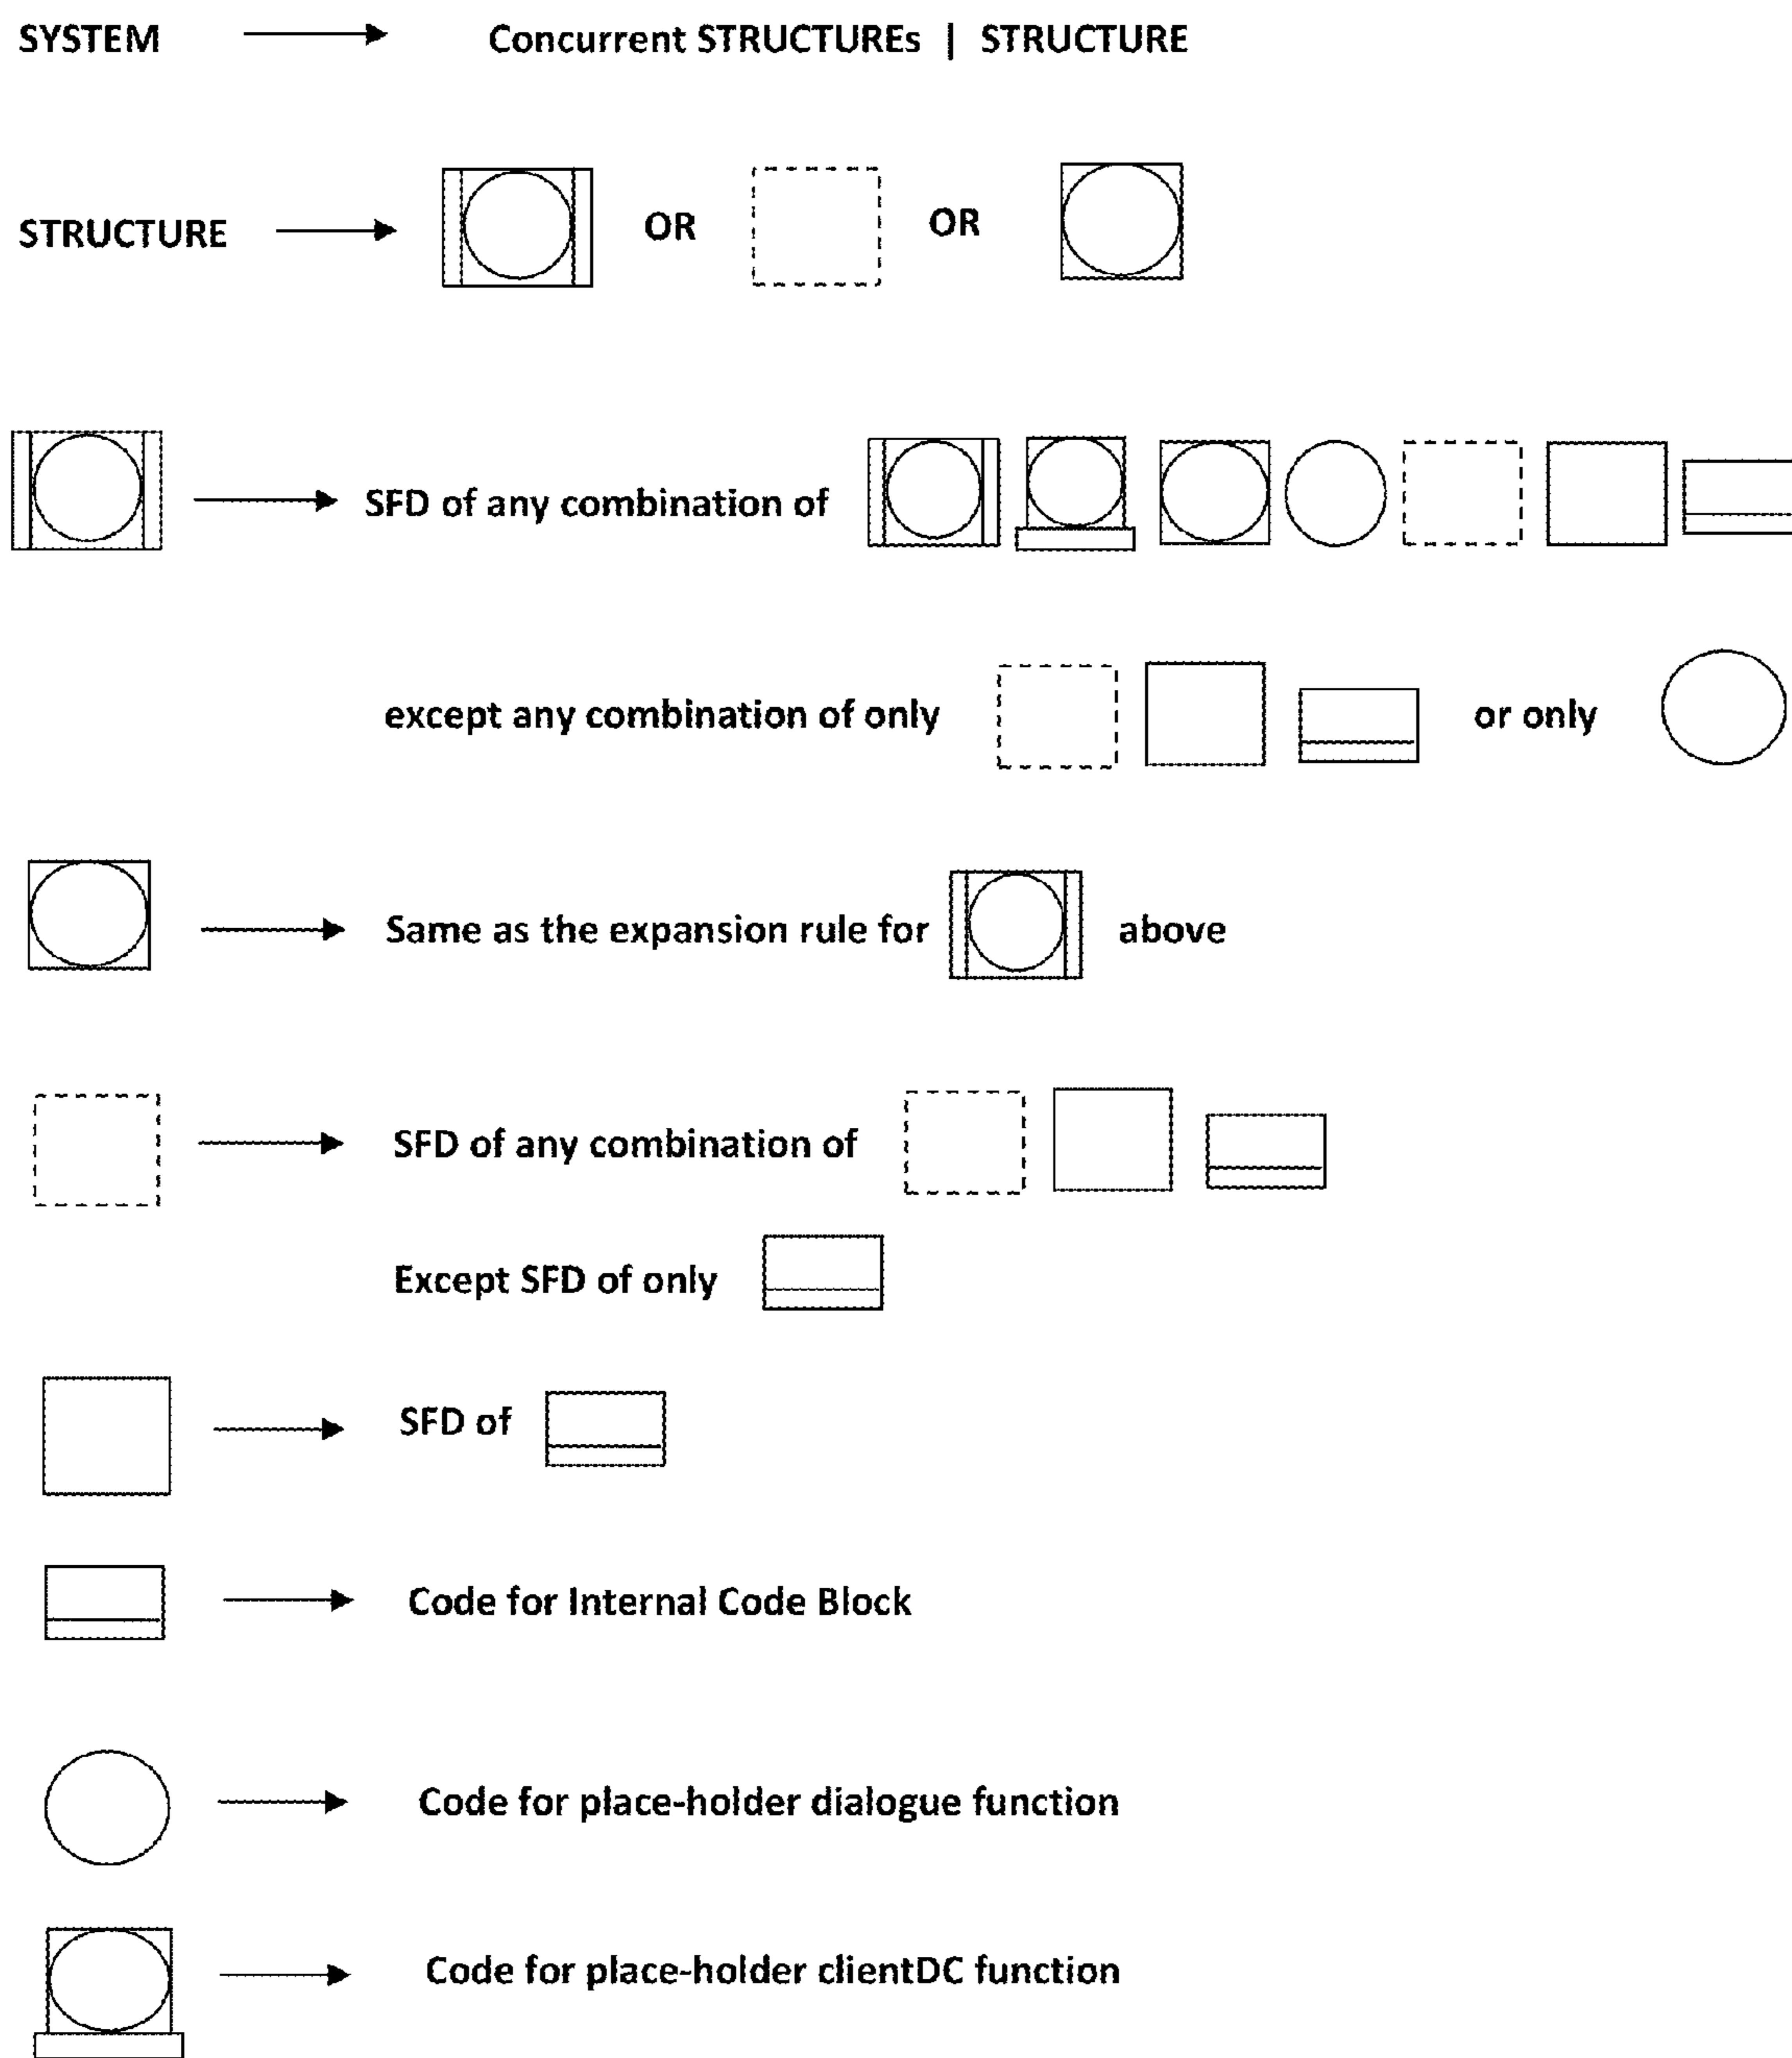 SYSTEM Concurrent STRUCTUREs | STRUCTURE
STRUCTURE OR OR
SFD of any combination of
except any combination of only or only
Same as the expansion rule for above
SFD of any combination of
Except SFD of only
SFD of
Code for Internal Code Block
Code for place-holder dialogue function
Code for place-holder clientDC function